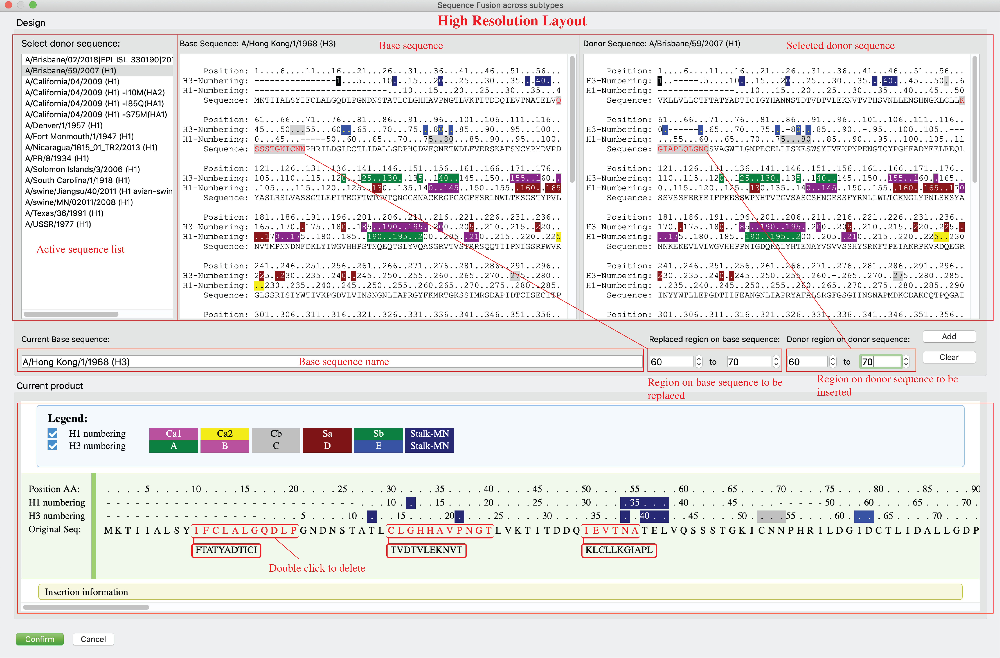 Sequence Fusion across subtypes
High Resolution Layout
Design
Select donor sequence:
A/Brisbane/02/2018|EPI_ISL_330190|20
A/Brisbane/59/2007 (H1)
A/California/04/2009 (H1)
A/California/04/2009 (H1) -I10M(HA2)
A/California/04/2009 (H1) -I85Q(HA1)
A/California/04/2009 (H1) -S75M(HA1)
A/Denver/1/1957 (H1)
A/Fort Monmouth/1/1947 (H1)
A/Nicaragua/1815_01_TR2/2013 (H1)
A/PR/8/1934 (H1)
A/Solomon Islands/3/2006 (H1)
A/South Carolina/1/1918 (H1)
A/swine/Jiangsu/40/2011 (H1 avian-swin
A/swine/MN/02011/2008 (H1)
A/Texas/36/1991 (H1)
A/USSR/1977 (H1)
Active sequence list
Base Sequence: A/Hong Kong/1/1968 (H3)
Base sequence
Position: 1....6....11...16...21...26...31...36...41...46...51...56...
H3-Numbering: ----------------1...5....10...15...20...25...30...35...40..
H1-Numbering: --------------------------...10...15...20...25...30...35...4
Sequence: MKTIIALSYIFCLALGQDLPGNDNSTATLCLGHHAVPNGTLVKTITDDQIEVTNATELVQ
Position: 61...66...71...76...81...86...91...96...101..106..111..116..
H3-Numbering: 45...50...55...60...65...70...75...80...85...90...95...100..
H1-Numbering: 0...45....-----50...60...65...70...75...80...85...90...95...100.
Sequence: SSSTGKICNNPHRILDGIDCTLIDALLGDPHCDVFQNETWDLFVERSKAFSNCYPYDVPD
Position: 121..126..131..136..141..146..151..156..161..166..171..176..
H3-Numbering: 105..110..115..120..125..130..135..140..145..150..155..160..
H1-Numbering: .105....115..120..125..130..135.140..145..150..155..160..165
Sequence: YASLRSLVASSGTLEFITEGFTWTGVTQNGGSNACKRGPGSGFFSRLNWLTKSGSTYPVL
Position: 181..186..191..196..201..206..211..216..221..226..231..236..
H3-Numbering: 165..170..175..180..185..190..195..200..205..210..215..220..
H1-Numbering: ..170..175..180..185..190..195..200..205..210..215..220..225
Sequence: NVTMPNNDNFDKLYIWGVHHPSTNQEQTSLYVQASGRVTVSTRRSQQTIIPNIGSRPWVR
Position: 241..246..251..256..261..266..271..276..281..286..291..296..
H3-Numbering: 225..230..235..240..245..250..255..260..265..270..275..280..
H1-Numbering: ..230..235..240..245..250..255..260.265..270..275..280..285.
Sequence: GLSSRISIYWTIVKPGDVLVINSNGNLIAPRGYFKMRTGKSSIMRSDAPIDTCISECITP
Position: 301..306..311..316..321..326..331..336..341..346..351..356..
Donor Sequence: A/Brisbane/59/2007 (H1)
Selected donor sequence
Position: 1....6....11...16...21...26...31...36...41...46...51...56...
H3-Numbering: 1..-----.5....10...15...20...25...30...35...40...45...50...6
H1-Numbering: ---------------...10...15...20...25...30...35...40...45...50
Sequence: VKLLVLLCTFTATYADTICIGYHANNSTDTVDTVLEKNVTVTHSVNLLENSHNGKLCLLK
Position: 61...66...71...76...81...86...91...96...101..106..111..116..
H3-Numbering: 0.------...65...70...75..-80...85...90..-.95...100..105..---
H1-Numbering: ...55...60...65...70...75...80...85...90...95...100..105..11
Sequence: GIAPLQLGNCSVAGWILGNPECELLISKESWSYIVEKPNPENGTCYPGHFADYEELREQL
Position: 121..126..131..136..141..146..151..156..161..166..171..176..
H3-Numbering: 110..115..120..125..130..135..140..145..150..155..160..165..
H1-Numbering: 0..115..120..125..130.135..140..145..150..155..160..165..170
Sequence: SSVSSFERFEIFPKESSWPNHTVTGVSASCSHNGESSFYRNLLWLTGKNGLYPNLSKSYA
Position: 181..186..191..196..201..206..211..216..221..226..231..236..
H3-Numbering: 170..175..180..185..190..195..200..205..210..215..220..225..
H1-Numbering: ..175..180..185..190..195..200..205..210..215..220..225..230
Sequence: NNKEKEVLVLWGVHHPPNIGDQKALYHTENAYVSVVSSHYSRKFTPEIAKRPKVRDQEGR
Position: 241..246..251..256..261..266..271..276..281..286..291..296..
H3-Numbering: 230..235..240..245..250..255..260.-.265..270..275..280..285.
H1-Numbering: ..235..240..245..250..255..260..265..270..275..280..285..290
Sequence: INYYWTLLEPGDTIIFEANGNLIAPRYAFALSRGFGSGIINSNAPMDKCDAKCQTPQGAI
Position: 301..306..311..316..321..326..331..336..341..346..351..356..
Current Base sequence:
Replaced region on base sequence:
Donor region on donor sequence:
Add
A/Hong Kong/1/1968 (H3)
Base sequence name
60 to 70
60 to 70
Clear
Region on base sequence to be
replaced
Region on donor sequence to be
inserted
Current product
Legend:
H1 numbering Ca1 Ca2 Cb Sa Sb Stalk-MN
H3 numbering A B C D E Stalk-MN
Position AA: . . . . 5 . . . . 10 . . . . 15 . . . . 20 . . . . 25 . . . . 30 . . . . 35 . . . . 40 . . . . 45 . . . . 50 . . . . 55 . . . . 60 . . . . 65 . . . . 70 . . . . 75 . . . . 80 . . . . 85 . . . . 90
H1 numbering - - - - - - - - - - - - - - - - - - - - - - - - - - . . . 10 . . . . 15 . . . . 20 . . . . 25 . . . . 30 . . . . 35 . . . . 40 . . . . 45 . . . . - - - - - 50 . . . 60 . . . . 65 . . . . 70 .
H3 numbering - - - - - - - - - - - - - - - - . . . . 5 . . . . 10 . . . . 15 . . . . 20 . . . . 25 . . . . 30 . . . . 35 . . . . 40 . . . . 45 . . . . 50 . . . . 55 . . . . 60 . . . . 65 . . . . 70 . . . .
Original Seq: M K T I I A L S Y I F C L A L G Q D L P G N D N S T A T L C L G H H A V P N G T L V K T I T D D Q I E V T N A T E L V Q S S S T G K I C N N P H R I L D G I D C T L I D A L L G D P
FTATYADTICI
TVDTVLEKNVT
KLCLLKGIAPL
Double click to delete
Insertion information
Confirm
Cancel